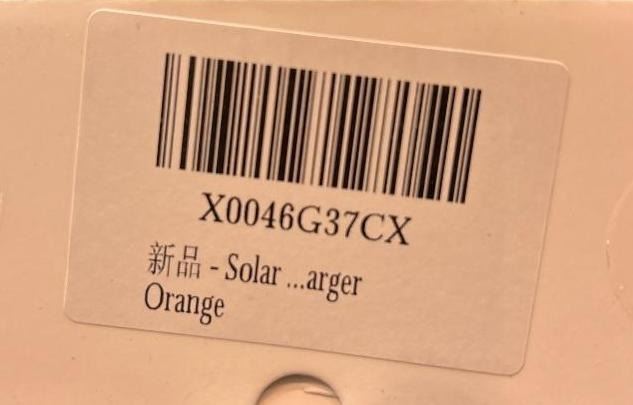 X0046G37CX
新品 - Solar ...arger
Orange